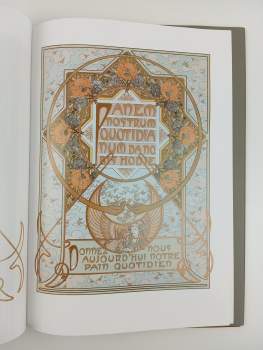 PANEM
NOSTRUM
QUOTIDIA
NUM DA NO
BIS HODIE
DONNEZ NOUS
AUJOURD'HUI NOTRE
PAIN QUOTIDIEN